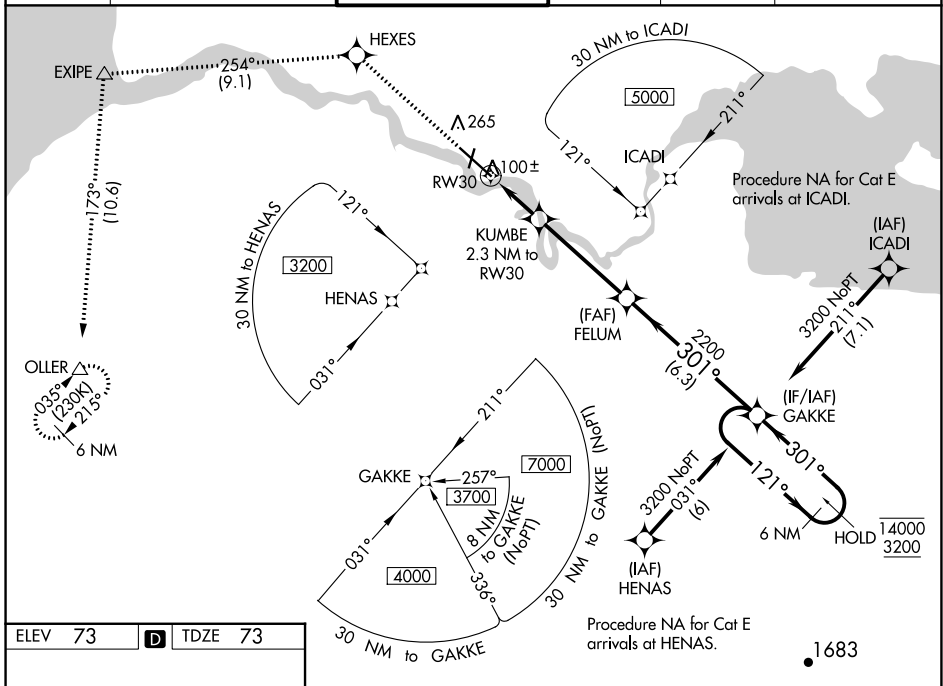 HEXES
EXIPE
254°
(9.1)
30 NM to ICADI
5000
211°
121°
ICADI
265
100±
RW30
Procedure NA for Cat E
arrivals at ICADI.
173°
(10.6)
121°
30 NM to HENAS
3200
HENAS
031°
KUMBE
2.3 NM to
RW30
(IAF)
ICADI
3200 NoPT
211°
(7.1)
(FAF)
FELUM
2200
301°
(6.3)
(IF/IAF)
GAKKE
OLLER
035°
(230K)
215°
6 NM
211°
GAKKE
257°
7000
3700
8 NM
to GAKKE
(NoPT)
30 NM to GAKKE (NoPT)
031°
336°
4000
30 NM to GAKKE
301°
121°
3200 NoPT
031°
(6)
6 NM
HOLD
14000
3200
(IAF)
HENAS
Procedure NA for Cat E
arrivals at HENAS.
1683
ELEV 73 D TDZE 73